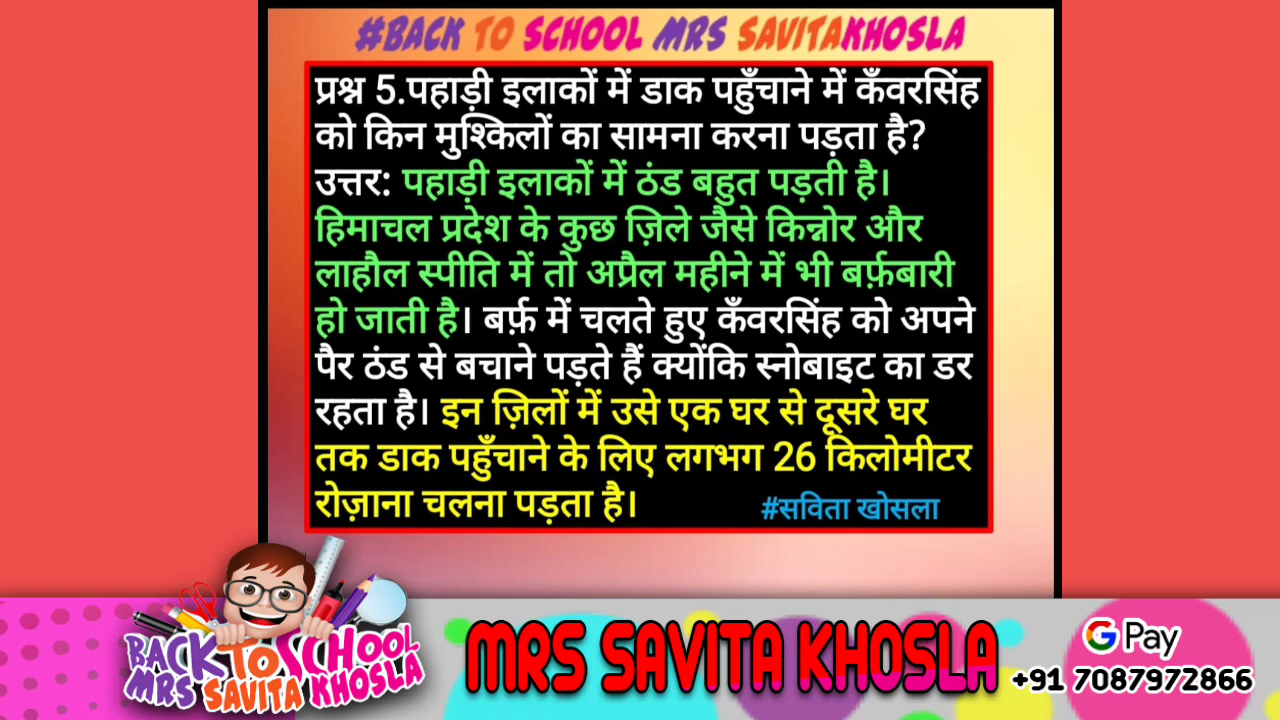 #BACK TO SCHOOL MRS SAVITAKHOSLA
प्रश्न 5.पहाड़ी इलाकों में डाक पहुँचाने में कँवरसिंह
को किन मुश्किलों का सामना करना पड़ता है?
उत्तर: पहाड़ी इलाकों में ठंड बहुत पड़ती है।
हिमाचल प्रदेश के कुछ ज़िले जैसे किन्नोर और
लाहौल स्पीति में तो अप्रैल महीने में भी बर्फ़बारी
हो जाती है। बर्फ़ में चलते हुए कँवरसिंह को अपने
पैर ठंड से बचाने पड़ते हैं क्योंकि स्नोबाइट का डर
रहता है। इन ज़िलों में उसे एक घर से दूसरे घर
तक डाक पहुँचाने के लिए लगभग 26 किलोमीटर
रोज़ाना चलना पड़ता है।
#सविता खोसला
BACK TO SCHOOL
MRS SAVITA KHOSLA
MRS SAVITA KHOSLA
G Pay
+91 7087972866